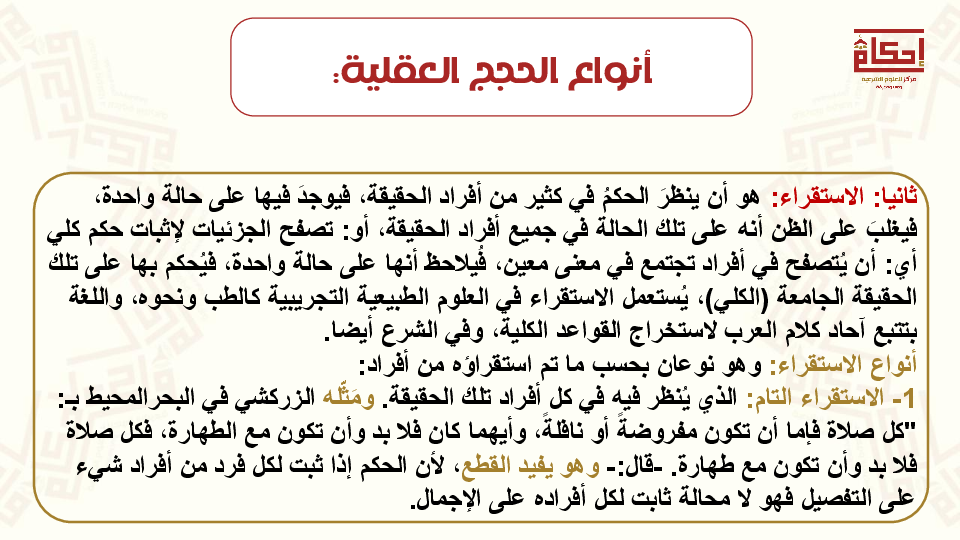 أنواع الحجج العقلية:
إحكام
مركز للعلوم الشرعية
ثانيا: الاستقراء: هو أن ينظرَ الحكمُ في كثير من أفراد الحقيقة، فيوجدَ فيها على حالة واحدة،
فيغلبَ على الظن أنه على تلك الحالة في جميع أفراد الحقيقة، أو: تصفح الجزئيات لإثبات حكم كلي
أي: أن يُتصفح في أفراد تجتمع في معنى معين، فُيلاحظ أنها على حالة واحدة، فيُحكم بها على تلك
الحقيقة الجامعة (الكلي)، يُستعمل الاستقراء في العلوم الطبيعية التجريبية كالطب ونحوه، واللغة
بتتبع آحاد كلام العرب لاستخراج القواعد الكلية، وفي الشرع أيضا.
أنواع الاستقراء: وهو نوعان بحسب ما تم استقراؤه من أفراد:
1- الاستقراء التام: الذي يُنْظر فيه في كل أفراد تلك الحقيقة. ومَثّله الزركشي في البحرالمحيط بـ:
"كل صلاة فإما أن تكون مفروضةً أو نافلةً، وأيهما كان فلا بد وأن تكون مع الطهارة، فكل صلاة
فلا بد وأن تكون مع طهارة. -قال:- وهو يفيد القطع، لأن الحكم إذا ثبت لكل فرد من أفراد شيء
على التفصيل فهو لا محالة ثابت لكل أفراده على الإجمال.